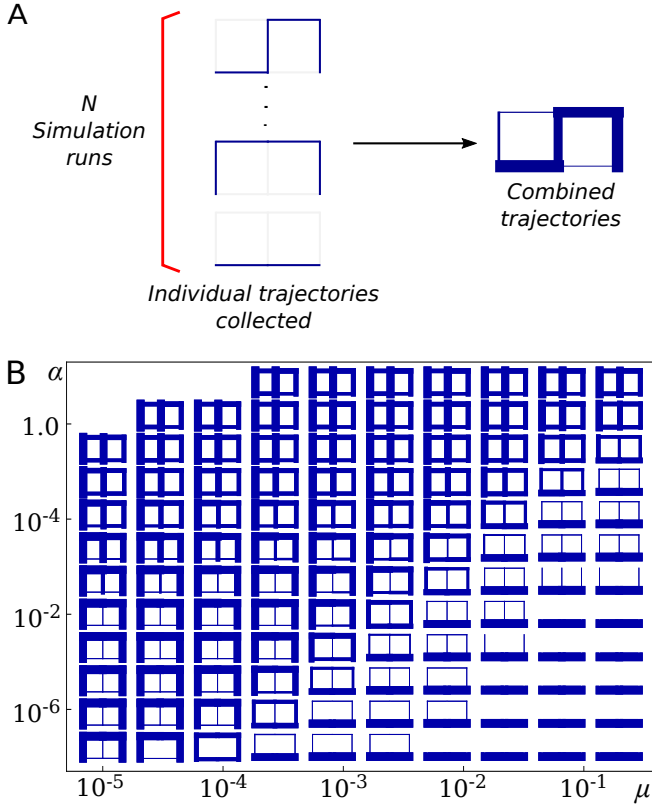 A
N
Simulation
runs
Individual trajectories
collected
Combined
trajectories
B
α
1.0
10⁻⁴
10⁻²
10⁻⁶
10⁻⁵
10⁻⁴
10⁻³
10⁻²
10⁻¹
μ